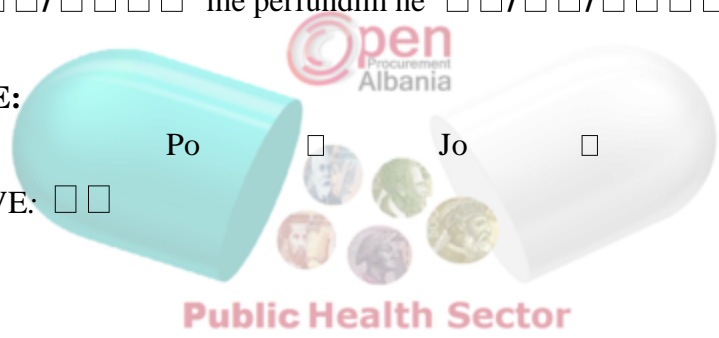 □□/□□□□ me përfundim në □□/□□/□□□□
Open
Procurement
Albania
E:
Po □ Jo □
VE: □□
Public Health Sector